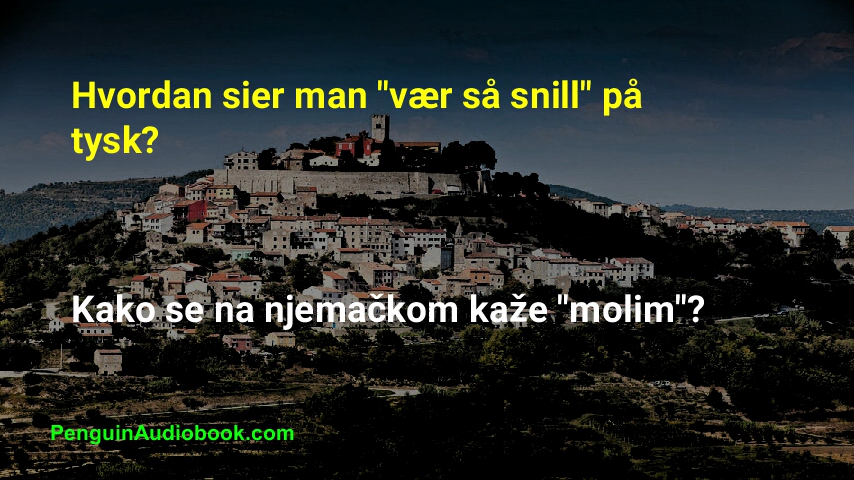 Hvordan sier man "vær så snill" på
tysk?
Kako se na njemačkom kaže "molim"?
PenguinAudiobook.com